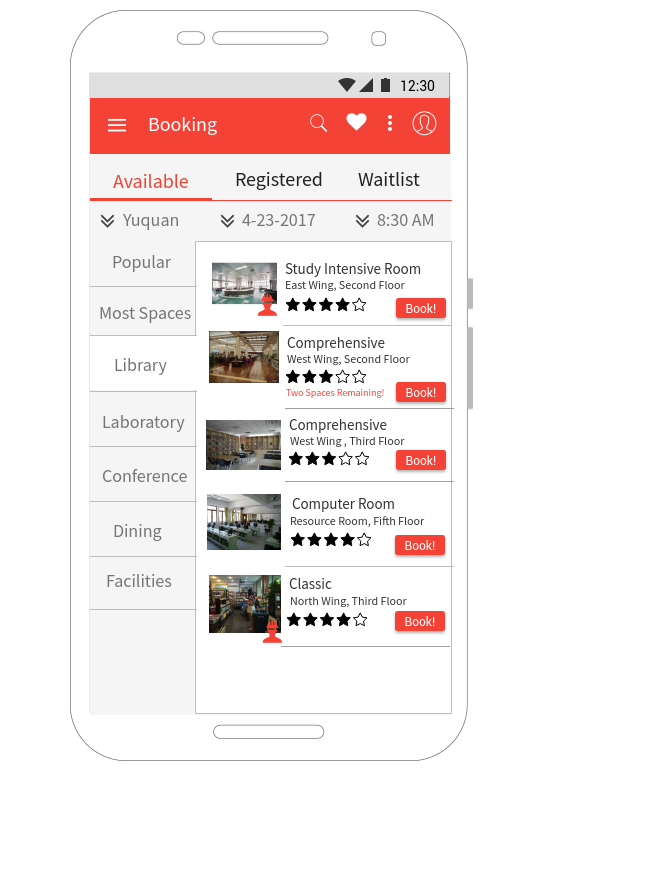 12:30
Booking
Available Registered Waitlist
Yuquan 4-23-2017 8:30 AM
Popular
Most Spaces
Library
Laboratory
Conference
Dining
Facilities
Study Intensive Room
East Wing, Second Floor
Book!
Comprehensive
West Wing, Second Floor
Two Spaces Remaining!
Book!
Comprehensive
West Wing , Third Floor
Book!
Computer Room
Resource Room, Fifth Floor
Book!
Classic
North Wing, Third Floor
Book!